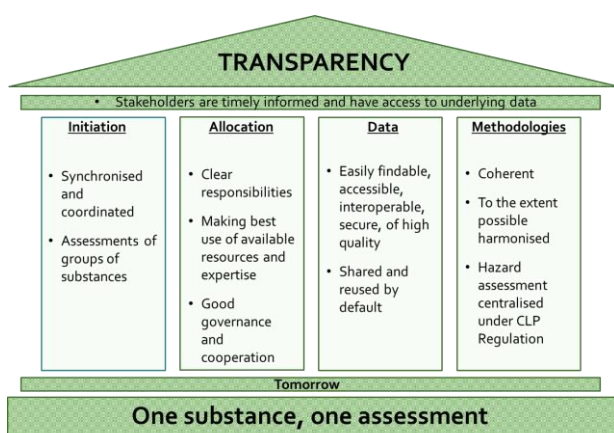 TRANSPARENCY
• Stakeholders are timely informed and have access to underlying data
Initiation
• Synchronised
and
coordinated
• Assessments of
groups of
substances
Allocation
• Clear
responsibilities
• Making best
use of available
resources and
expertise
• Good
governance
and
cooperation
Data
• Easily findable,
accessible,
interoperable,
secure, of high
quality
• Shared and
reused by
default
Methodologies
• Coherent
• To the extent
possible
harmonised
• Hazard
assessment
centralised
under CLP
Regulation
Tomorrow
One substance, one assessment